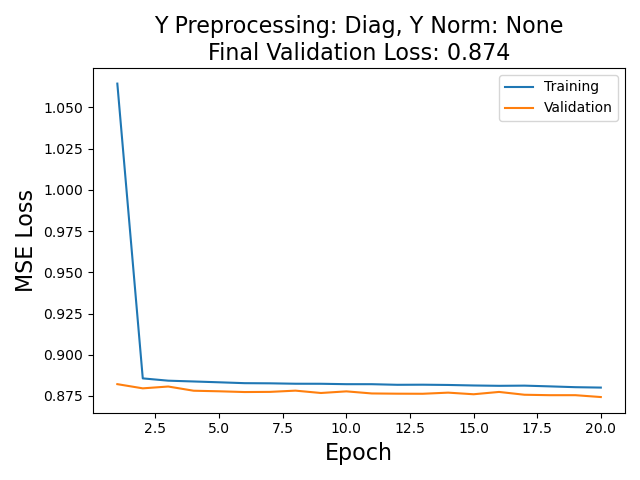 Y Preprocessing: Diag, Y Norm: None
Final Validation Loss: 0.874
Training
Validation
1.050
1.025
1.000
0.975
0.950
0.925
0.900
0.875
MSE Loss
2.5 5.0 7.5 10.0 12.5 15.0 17.5 20.0
Epoch